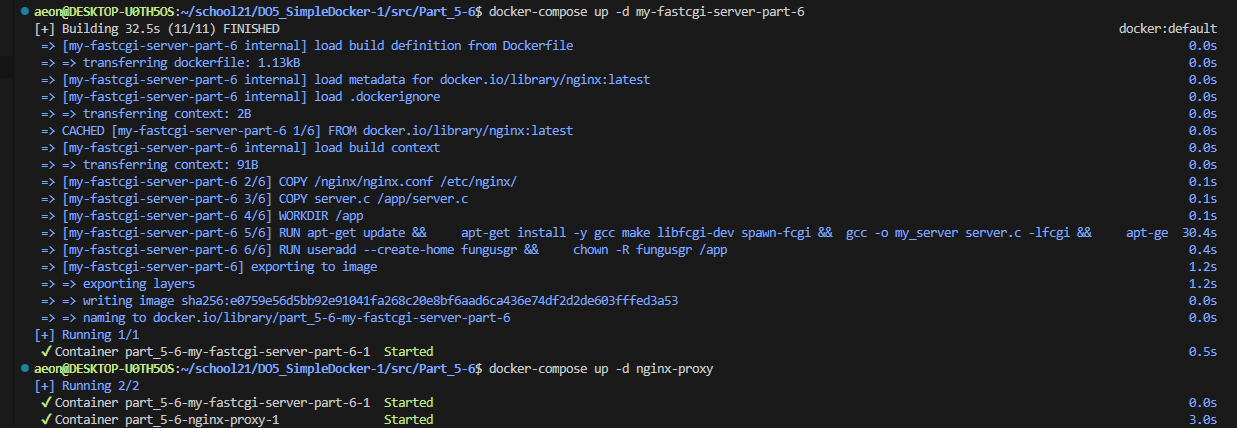 aeon@DESKTOP-U0TH5OS:~/school21/DO5_SimpleDocker-1/src/Part_5-6$ docker-compose up -d my-fastcgi-server-part-6
[+] Building 32.5s (11/11) FINISHED docker:default
=> [my-fastcgi-server-part-6 internal] load build definition from Dockerfile 0.0s
=> => transferring dockerfile: 1.13kB 0.0s
=> [my-fastcgi-server-part-6 internal] load metadata for docker.io/library/nginx:latest 0.0s
=> [my-fastcgi-server-part-6 internal] load .dockerignore 0.0s
=> => transferring context: 2B 0.0s
=> CACHED [my-fastcgi-server-part-6 1/6] FROM docker.io/library/nginx:latest 0.0s
=> [my-fastcgi-server-part-6 internal] load build context 0.0s
=> => transferring context: 91B 0.0s
=> [my-fastcgi-server-part-6 2/6] COPY /nginx/nginx.conf /etc/nginx/ 0.1s
=> [my-fastcgi-server-part-6 3/6] COPY server.c /app/server.c 0.1s
=> [my-fastcgi-server-part-6 4/6] WORKDIR /app 0.1s
=> [my-fastcgi-server-part-6 5/6] RUN apt-get update && apt-get install -y gcc make libfcgi-dev spawn-fcgi && gcc -o my_server server.c -lfcgi && apt-ge 30.4s
=> [my-fastcgi-server-part-6 6/6] RUN useradd --create-home fungusgr && chown -R fungusgr /app 0.4s
=> [my-fastcgi-server-part-6] exporting to image 1.2s
=> => exporting layers 1.2s
=> => writing image sha256:e0759e56d5bb92e91041fa268c20e8bf6aad6ca436e74df2d2de603fffed3a53 0.0s
=> => naming to docker.io/library/part_5-6-my-fastcgi-server-part-6 0.0s
[+] Running 1/1
✔ Container part_5-6-my-fastcgi-server-part-6-1 Started 0.5s
aeon@DESKTOP-U0TH5OS:~/school21/DO5_SimpleDocker-1/src/Part_5-6$ docker-compose up -d nginx-proxy
[+] Running 2/2
✔ Container part_5-6-my-fastcgi-server-part-6-1 Started 0.0s
✔ Container part_5-6-nginx-proxy-1 Started 3.0s